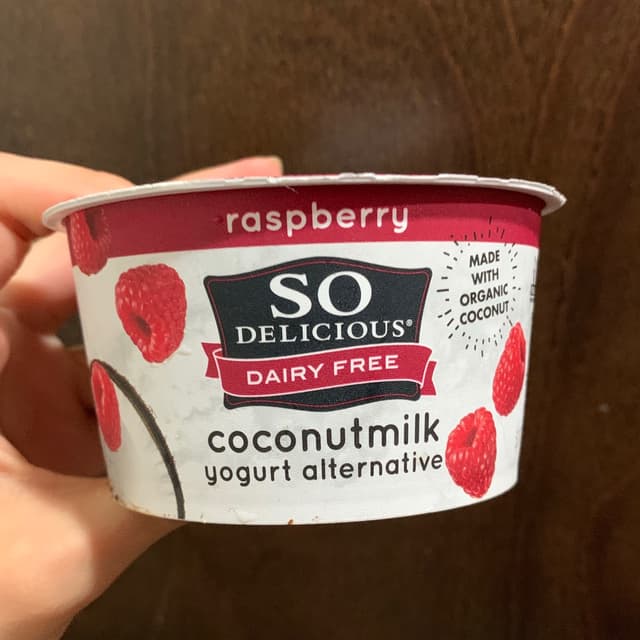 raspberry
MADE
WITH
ORGANIC
COCONUT
SO
DELICIOUS®
DAIRY FREE
coconutmilk
yogurt alternative